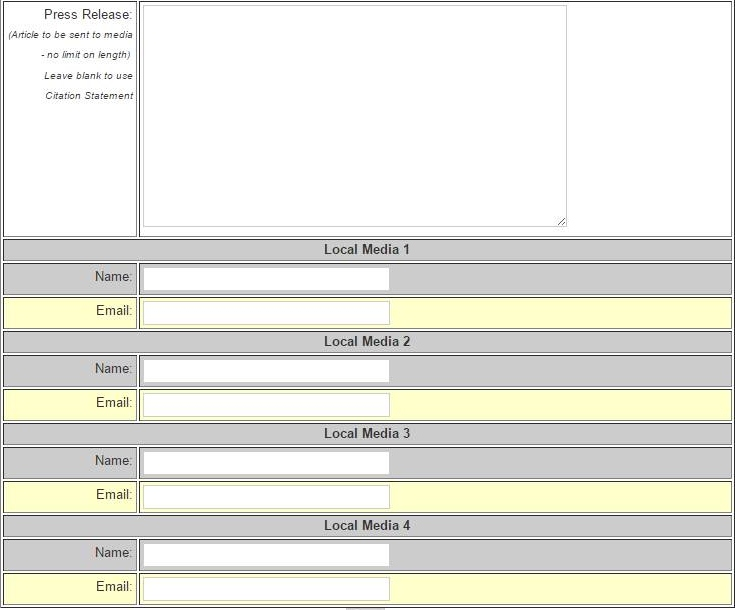 Press Release:
(Article to be sent to media
- no limit on length)
Leave blank to use
Citation Statement
Local Media 1
Name:
Email:
Local Media 2
Name:
Email:
Local Media 3
Name:
Email:
Local Media 4
Name:
Email: